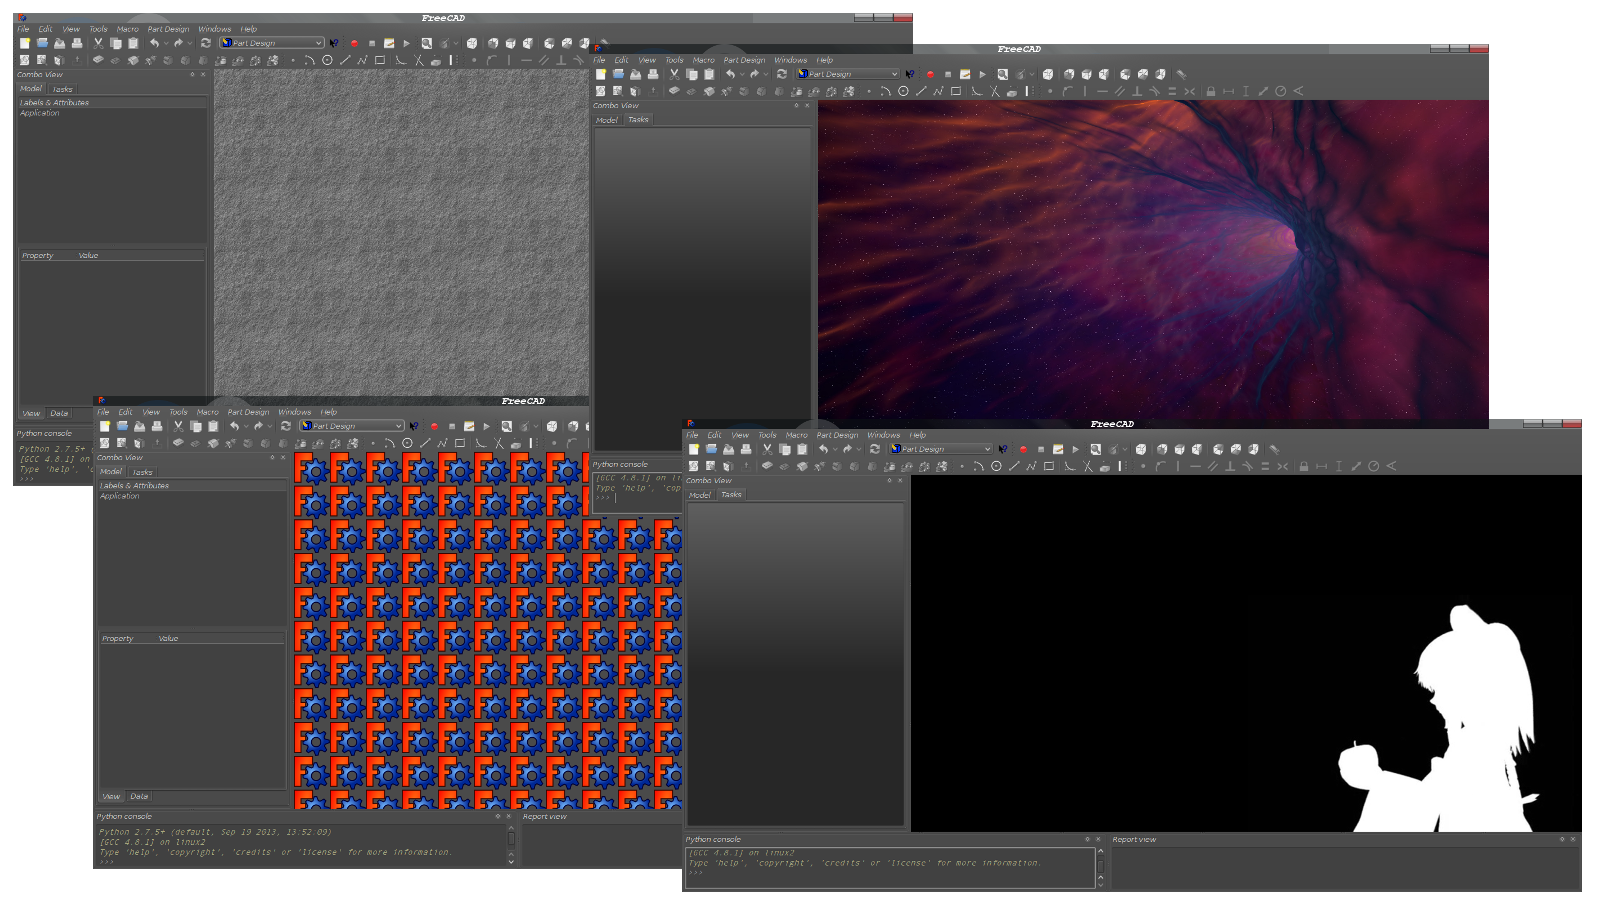 FreeCAD
File Edit View Tools Macro Part Design Windows Help
Part Design
Combo View
Model Tasks
Labels & Attributes
Application
Property Value
View Data
Python console
Python 2.7.5+ (
[GCC 4.8.1] on
Type 'help', 'c
>>>
FreeCAD
File Edit View Tools Macro Part Design Windows Help
Part Design
Combo View
Model Tasks
Python console
[GCC 4.8.1] on li
Type 'help', 'cop
>>>
FreeCAD
File Edit View Tools Macro Part Design Windows Help
Part Design
Combo View
Model Tasks
Labels & Attributes
Application
Property Value
View Data
Python console
Python 2.7.5+ (default, Sep 19 2013, 13:52:09)
[GCC 4.8.1] on linux2
Type 'help', 'copyright', 'credits' or 'license' for more information.
>>>
Report view
FreeCAD
File Edit View Tools Macro Part Design Windows Help
Part Design
Combo View
Model Tasks
Python console
[GCC 4.8.1] on linux2
Type 'help', 'copyright', 'credits' or 'license' for more information.
>>>
Report view